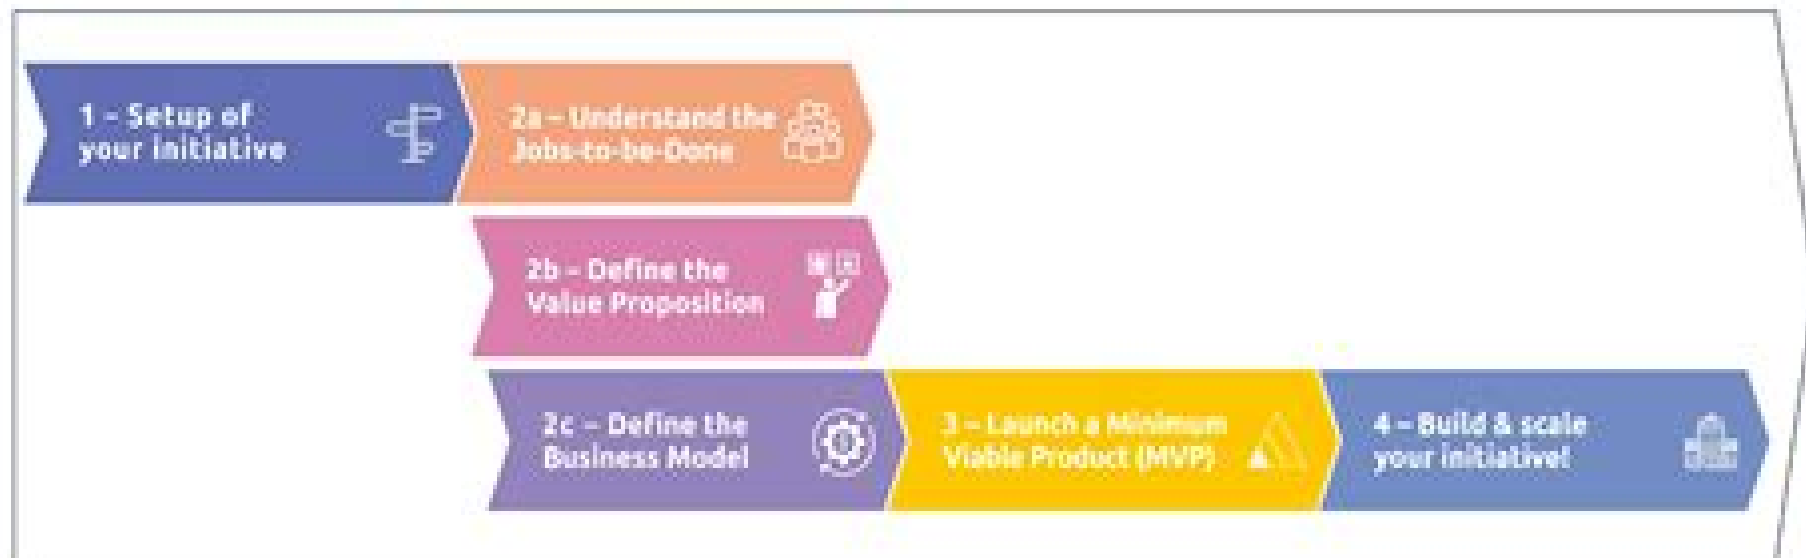 1 – Setup of
your initiative
2a – Understand the
Jobs-to-be-Done
2b – Define the
Value Proposition
2c – Define the
Business Model
3 – Launch a Minimum
Viable Product (MVP)
4 – Build & scale
your initiative!